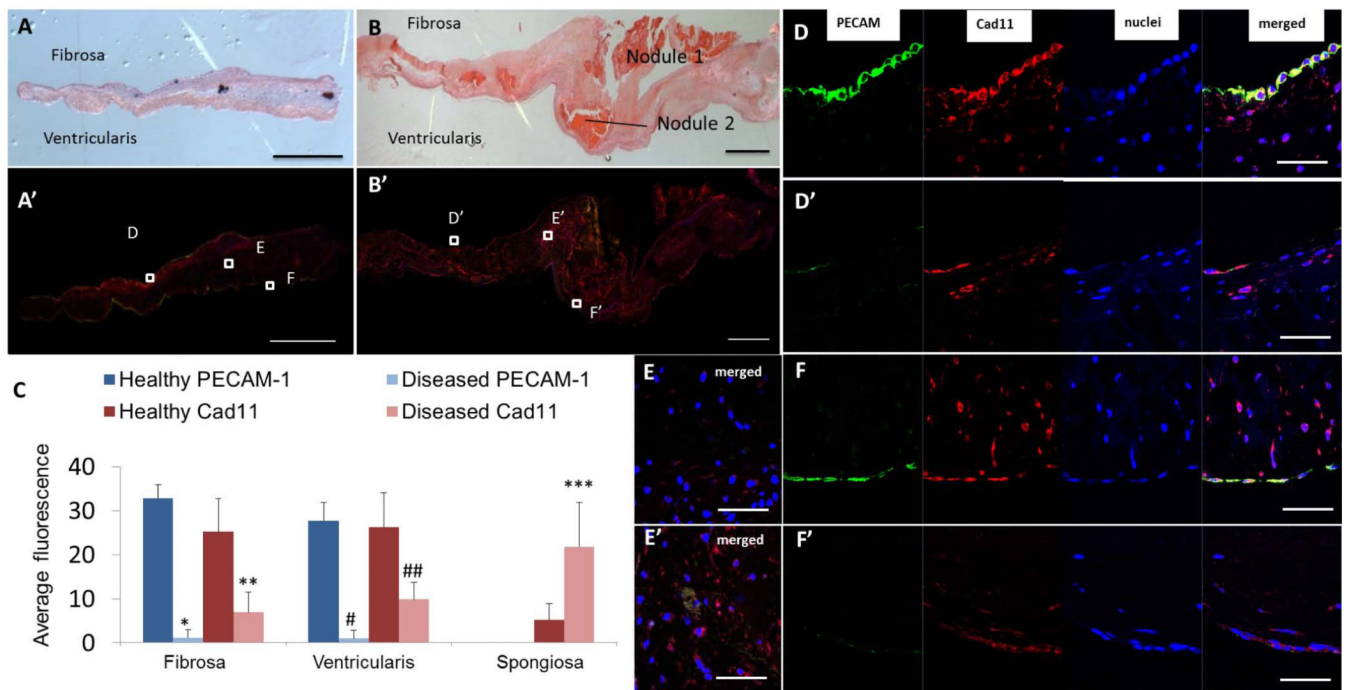 A
Fibrosa
Ventricularis
B
Fibrosa
Nodule 1
Ventricularis
Nodule 2
A’
D
E
F
B’
D’
E’
F’
C
Healthy PECAM-1
Diseased PECAM-1
Healthy Cad11
Diseased Cad11
Average fluorescence
40
30
20
10
0
*
**
#
##
***
Fibrosa
Ventricularis
Spongiosa
D
PECAM
Cad11
nuclei
merged
D’
E
merged
F
E’
merged
F’